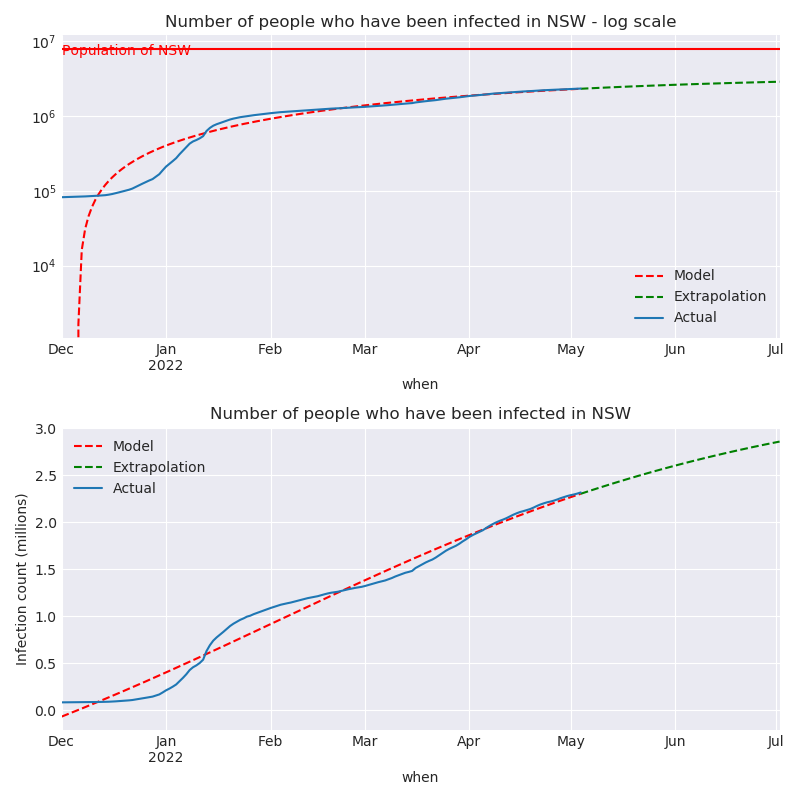 Number of people who have been infected in NSW - log scale
10^7
Population of NSW
10^6
10^5
10^4
Model
Extrapolation
Actual
Dec Jan Feb Mar Apr May Jun Jul
2022
when
Number of people who have been infected in NSW
Infection count (millions)
3.0
2.5
2.0
1.5
1.0
0.5
0.0
Model
Extrapolation
Actual
Dec Jan Feb Mar Apr May Jun Jul
2022
when